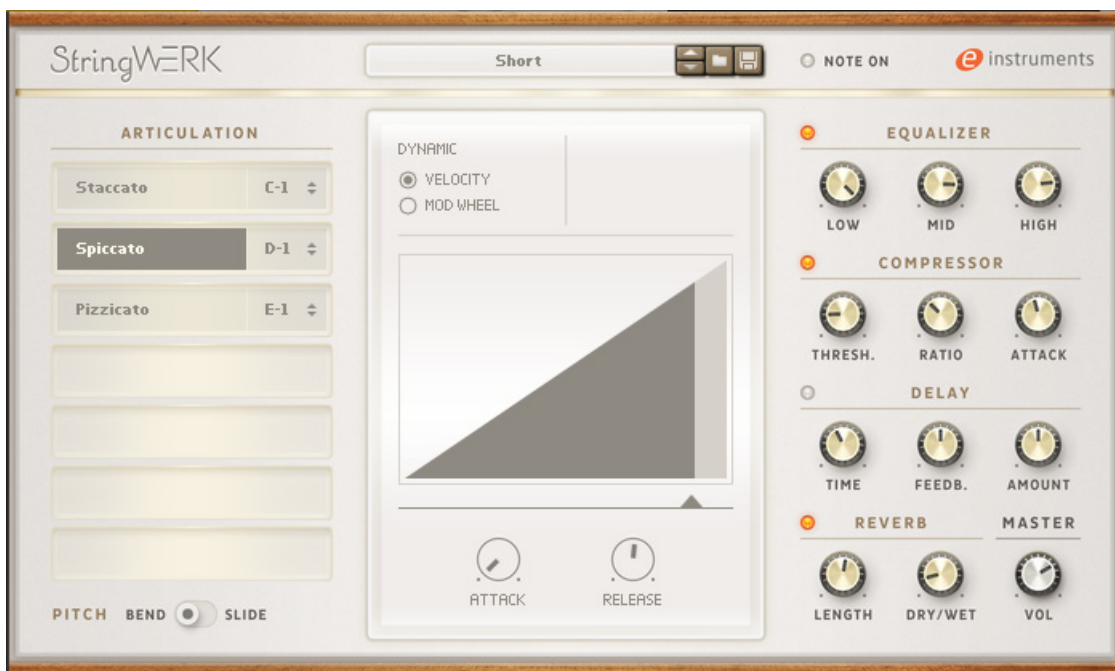 StringWERK
Short
NOTE ON
e instruments
ARTICULATION
Staccato C-1
Spiccato D-1
Pizzicato E-1
PITCH BEND SLIDE
DYNAMIC
VELOCITY
MOD WHEEL
ATTACK RELEASE
EQUALIZER
LOW MID HIGH
COMPRESSOR
THRESH. RATIO ATTACK
DELAY
TIME FEEDB. AMOUNT
REVERB MASTER
LENGTH DRY/WET VOL